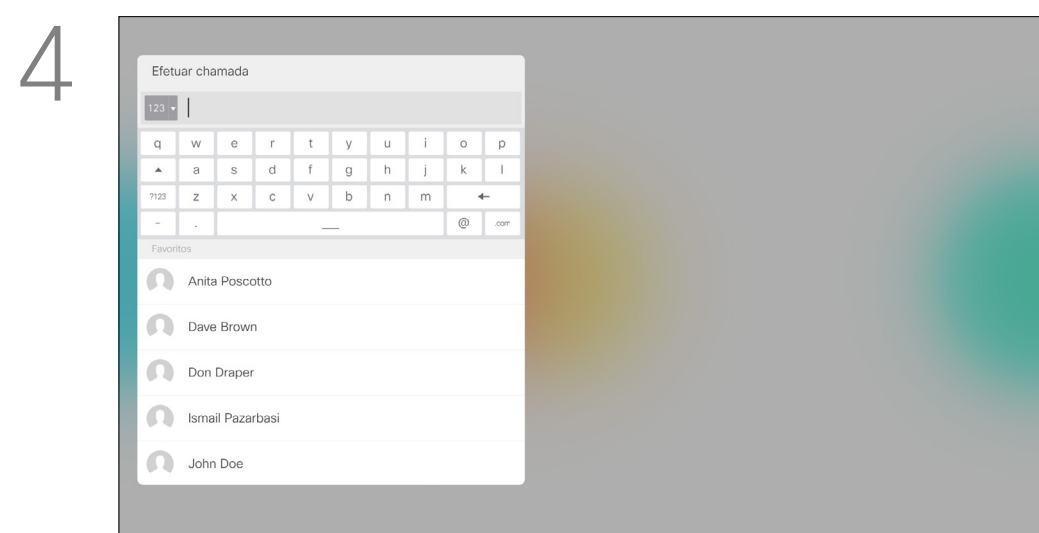 4
Efetuar chamada
123
q w e r t y u i o p
a s d f g h j k l
?123 z x c v b n m
- . @ .com
Favoritos
Anita Poscotto
Dave Brown
Don Draper
Ismail Pazarbasi
John Doe